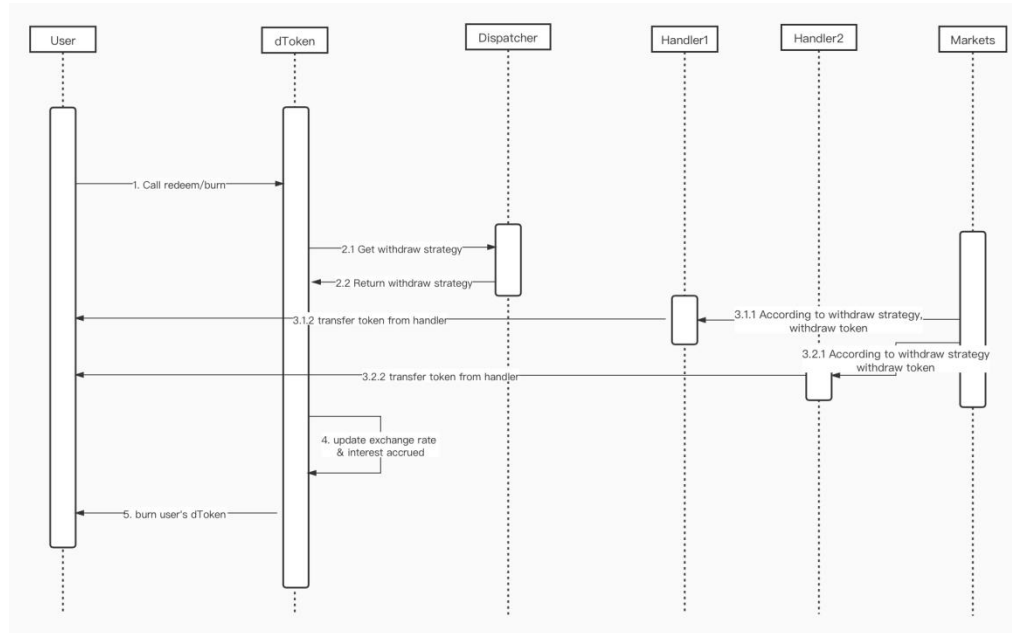 User
dToken
Dispatcher
Handler1
Handler2
Markets
1. Call redeem/burn
2.1 Get withdraw strategy
2.2 Return withdraw strategy
3.1.1 According to withdraw strategy,
withdraw token
3.1.2 transfer token from handler
3.2.1 According to withdraw strategy
withdraw token
3.2.2 transfer token from handler
4. update exchange rate
& interest accrued
5. burn user's dToken